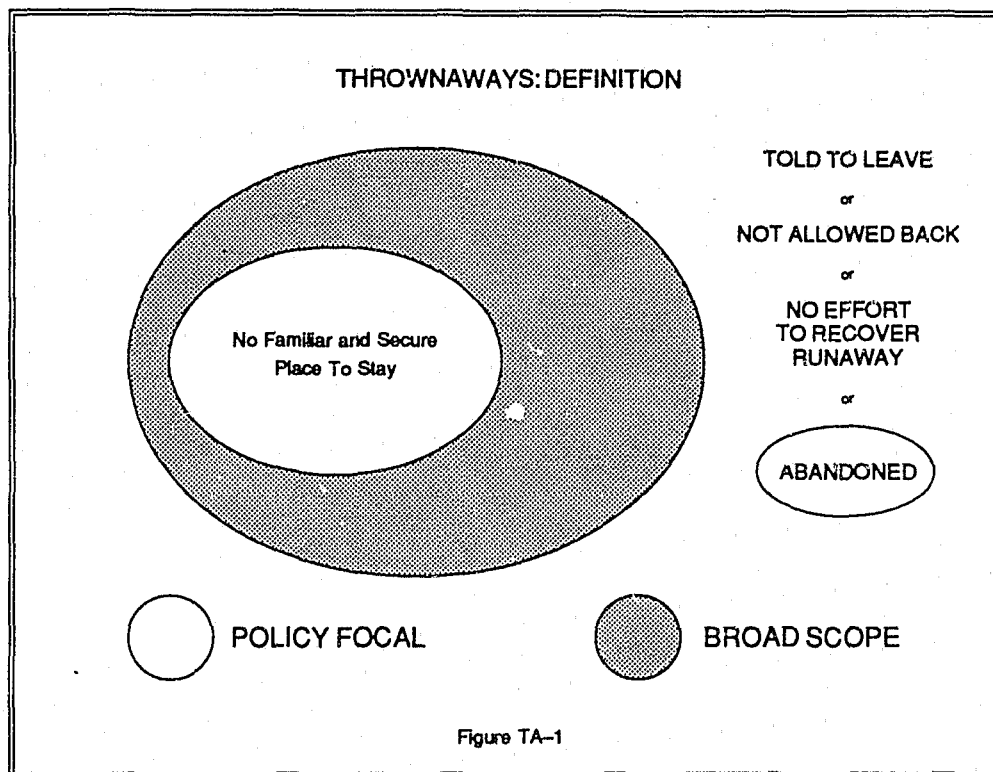 THROWNAWAYS: DEFINITION
No Familiar and Secure
Place To Stay
TOLD TO LEAVE
or
NOT ALLOWED BACK
or
NO EFFORT
TO RECOVER
RUNAWAY
or
ABANDONED
POLICY FOCAL
BROAD SCOPE
Figure TA-1